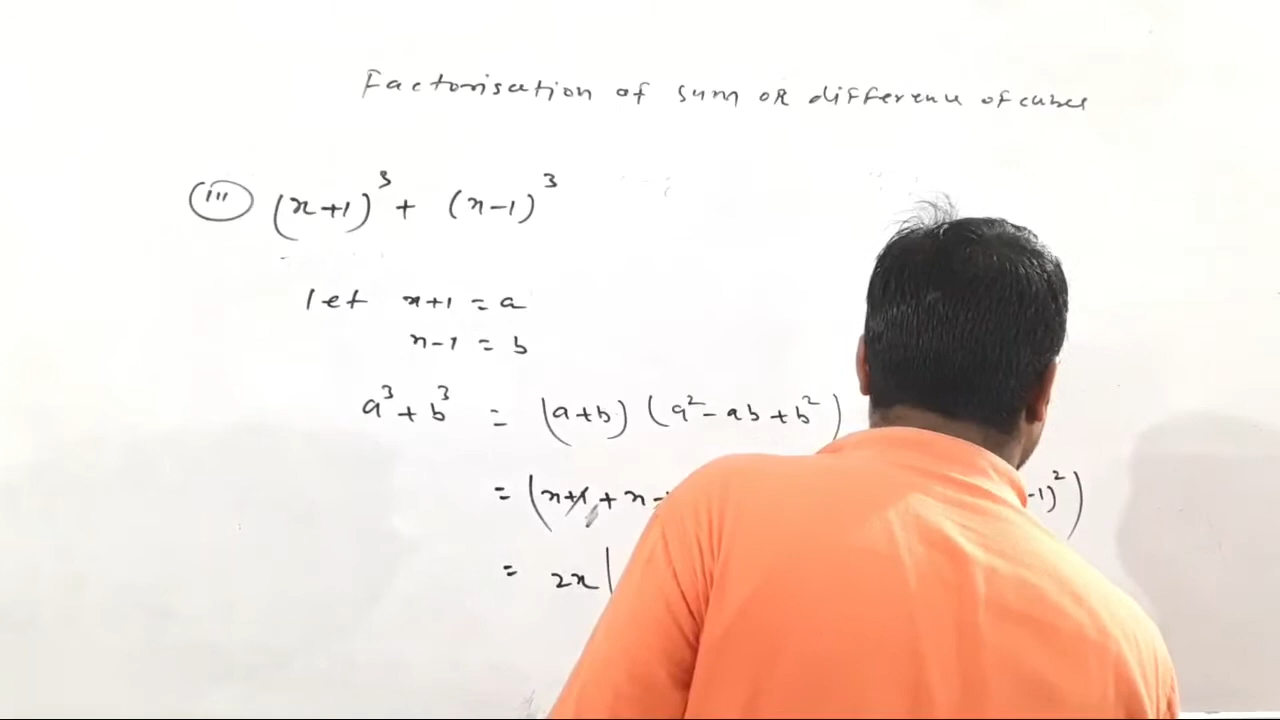 Factorisation of sum OR difference of cubes
(iii) (x+1)³ + (x-1)³
let x+1 = a
x-1 = b
a³ + b³ = (a+b) (a² - ab + b²)
= (x+1 + x- -1)²)
= 2x(